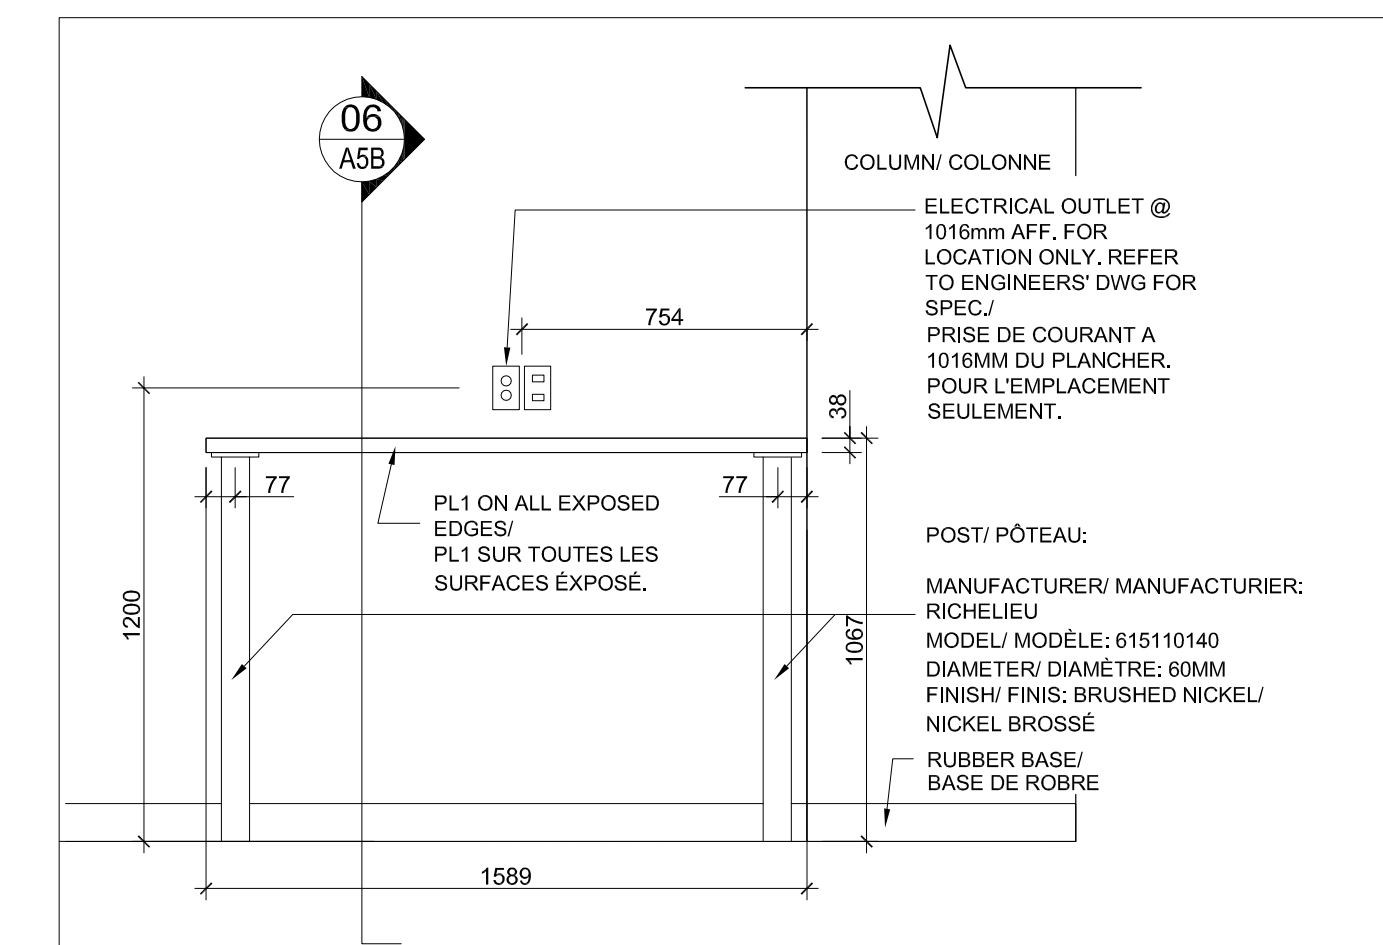 06
A5B
COLUMN/ COLONNE
ELECTRICAL OUTLET @
1016mm AFF. FOR
LOCATION ONLY. REFER
TO ENGINEERS' DWG FOR
SPEC./
PRISE DE COURANT A
1016MM DU PLANCHER.
POUR L'EMPLACEMENT
SEULEMENT.
754
38
77
77
PL1 ON ALL EXPOSED
EDGES/
PL1 SUR TOUTES LES
SURFACES ÉXPOSÉ.
POST/ PÔTEAU:
MANUFACTURER/ MANUFACTURIER:
RICHELIEU
MODEL/ MODÈLE: 615110140
DIAMETER/ DIAMÈTRE: 60MM
FINISH/ FINIS: BRUSHED NICKEL/
NICKEL BROSSÉ
1200
1067
RUBBER BASE/
BASE DE ROBRE
1589